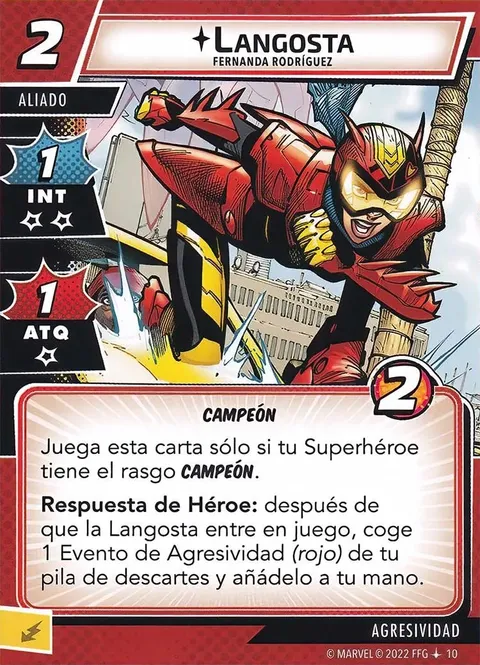 2
LANGOSTA
FERNANDA RODRÍGUEZ
ALIADO
1
INT
1
ATQ
2
CAMPEÓN
Juega esta carta sólo si tu Superhéroe
tiene el rasgo CAMPEÓN.
Respuesta de Héroe: después de
que la Langosta entre en juego, coge
1 Evento de Agresividad (rojo) de tu
pila de descartes y añádelo a tu mano.
AGRESIVIDAD
© MARVEL © 2022 FFG 10